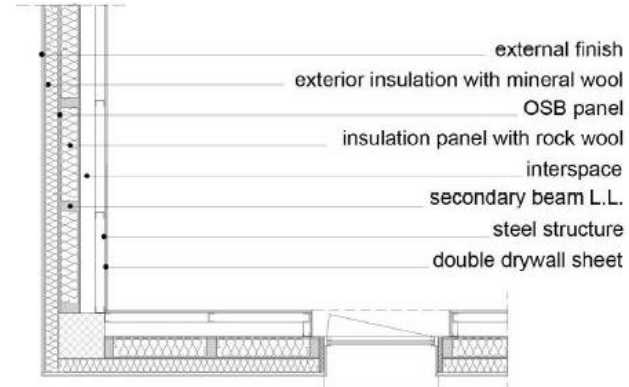 external finish
exterior insulation with mineral wool
OSB panel
insulation panel with rock wool
interspace
secondary beam L.L.
steel structure
double drywall sheet